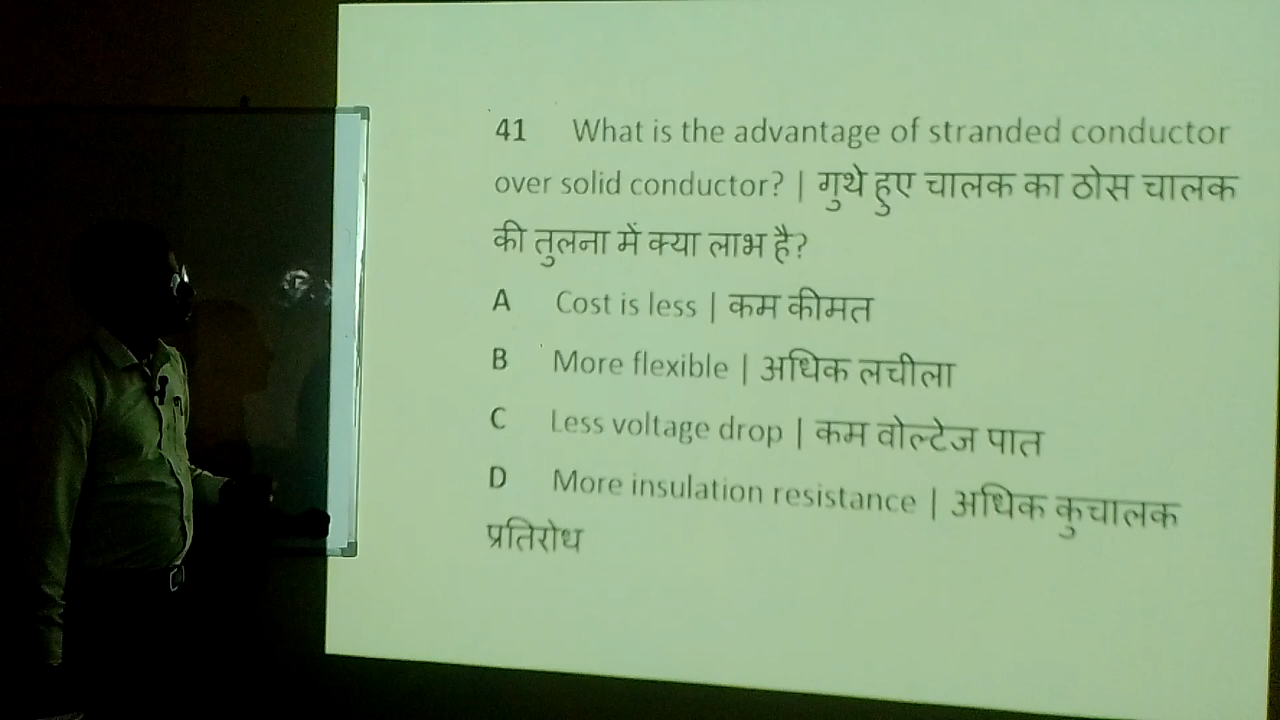 41 What is the advantage of stranded conductor
over solid conductor? | गुथे हुए चालक का ठोस चालक
की तुलना में क्या लाभ है?
A Cost is less | कम कीमत
B More flexible | अधिक लचीला
C Less voltage drop | कम वोल्टेज पात
D More insulation resistance | अधिक कुचालक
प्रतिरोध